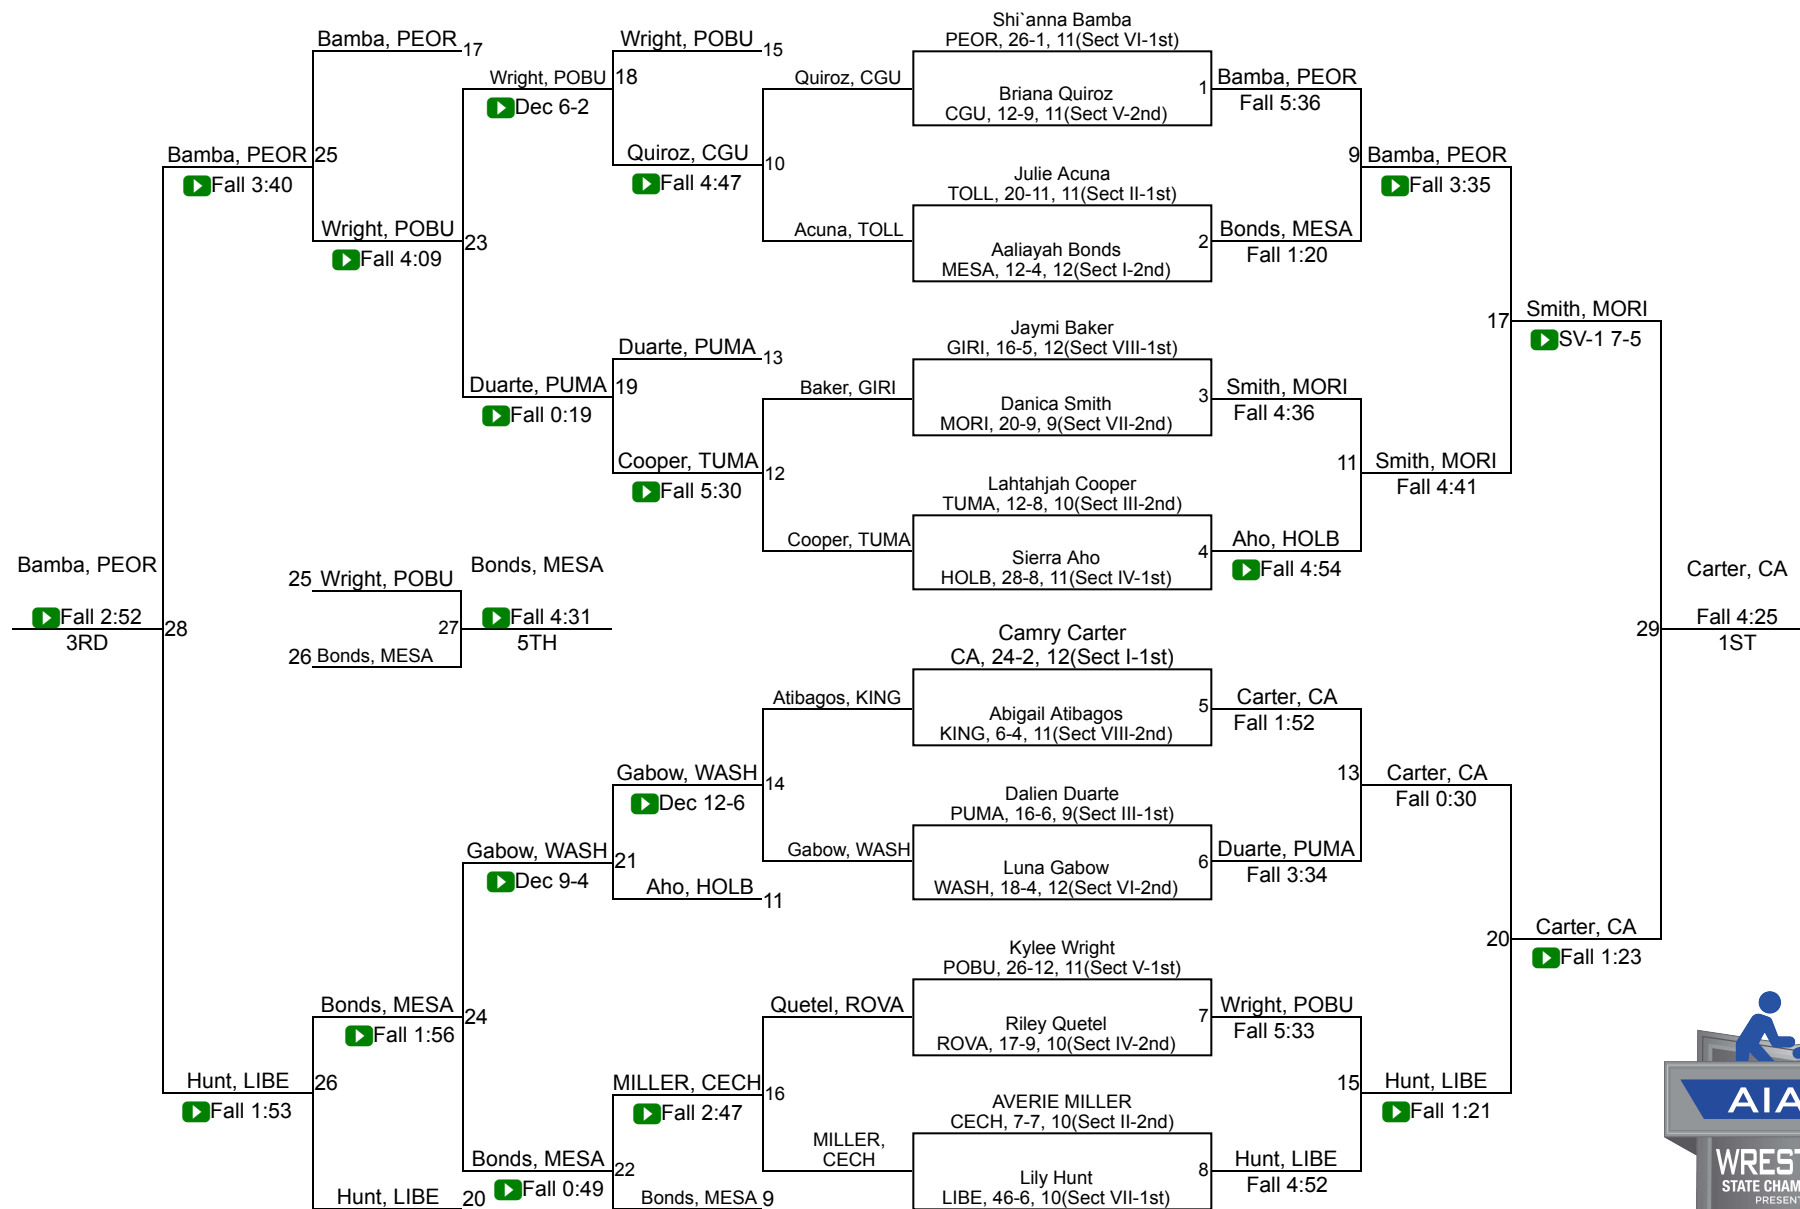 Shi`anna Bamba
Bamba, PEOR 17
Wright, POBU 15
PEOR, 26-1, 11(Sect VI-1st)
Wright, POBU 18
Quiroz, CGU
1 Bamba, PEOR
Dec 6-2
Briana Quiroz
Fall 5:36
CGU, 12-9, 11(Sect V-2nd)
Bamba, PEOR 25
Quiroz, CGU 10
9 Bamba, PEOR
Fall 3:40
Fall 4:47
Julie Acuna
Fall 3:35
TOLL, 20-11, 11(Sect II-1st)
Wright, POBU 23
Acuna, TOLL
2 Bonds, MESA
Fall 4:09
Aaliayah Bonds
Fall 1:20
MESA, 12-4, 12(Sect I-2nd)
17 Smith, MORI
Jaymi Baker
SV-1 7-5
Duarte, PUMA 13
GIRI, 16-5, 12(Sect VIII-1st)
Duarte, PUMA 19
Baker, GIRI
3 Smith, MORI
Fall 0:19
Danica Smith
Fall 4:36
MORI, 20-9, 9(Sect VII-2nd)
Cooper, TUMA 12
11 Smith, MORI
Fall 5:30
Lahtahjah Cooper
Fall 4:41
TUMA, 12-8, 10(Sect III-2nd)
Cooper, TUMA
4 Aho, HOLB
Sierra Aho
Fall 4:54
HOLB, 28-8, 11(Sect IV-1st)
Bamba, PEOR
Bonds, MESA
Carter, CA
25 Wright, POBU
Fall 2:52
28
27
Fall 4:31
29
Fall 4:25
3RD
5TH
1ST
26 Bonds, MESA
Camry Carter
CA, 24-2, 12(Sect I-1st)
Atibagos, KING
5 Carter, CA
Abigail Atibagos
Fall 1:52
KING, 6-4, 11(Sect VIII-2nd)
Gabow, WASH 14
13 Carter, CA
Dec 12-6
Dalien Duarte
Fall 0:30
PUMA, 16-6, 9(Sect III-1st)
Gabow, WASH 21
Gabow, WASH
6 Duarte, PUMA
Dec 9-4
Luna Gabow
Fall 3:34
Aho, HOLB 11
WASH, 18-4, 12(Sect VI-2nd)
20 Carter, CA
Kylee Wright
Fall 1:23
POBU, 26-12, 11(Sect V-1st)
Bonds, MESA 24
Quetel, ROVA
7 Wright, POBU
Fall 1:56
Riley Quetel
Fall 5:33
ROVA, 17-9, 10(Sect IV-2nd)
Hunt, LIBE 26
MILLER, CECH 16
15 Hunt, LIBE
Fall 1:53
Fall 2:47
AVERIE MILLER
Fall 1:21
CECH, 7-7, 10(Sect II-2nd)
MILLER,
CECH
Bonds, MESA 22
8 Hunt, LIBE
Fall 0:49
Lily Hunt
Fall 4:52
Hunt, LIBE 20
Bonds, MESA 9
LIBE, 46-6, 10(Sect VII-1st)
AIA
WREST
STATE CHAM
PRESENT